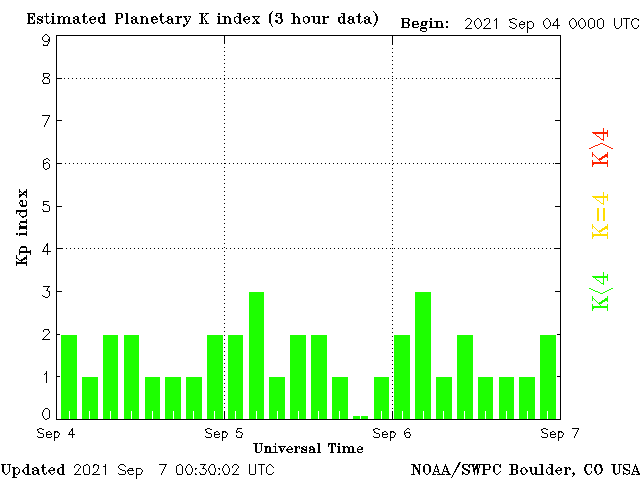 Estimated Planetary K index (3 hour data)
Begin: 2021 Sep 04 0000 UTC
9
8
7
6
5
4
3
2
1
0
Kp index
K>4
K=4
K<4
Sep 4
Sep 5
Sep 6
Sep 7
Universal Time
Updated 2021 Sep 7 00:30:02 UTC
NOAA/SWPC Boulder, CO USA